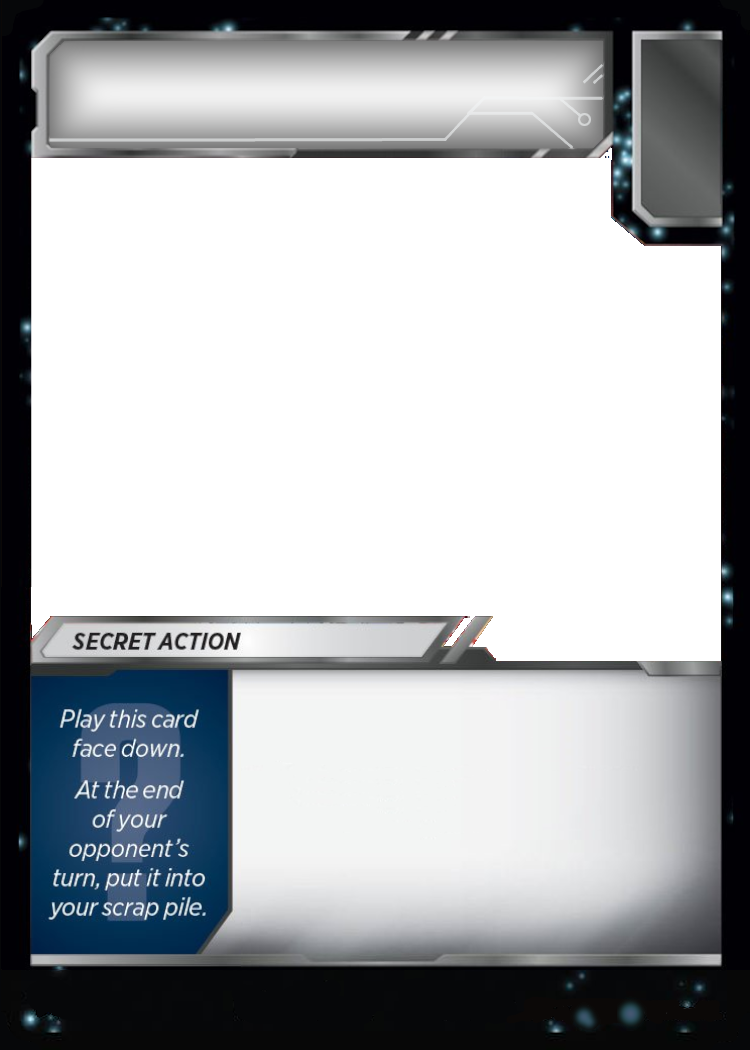 SECRET ACTION
Play this card
face down.
At the end
of your
opponent's
turn, put it into
your scrap pile.
?